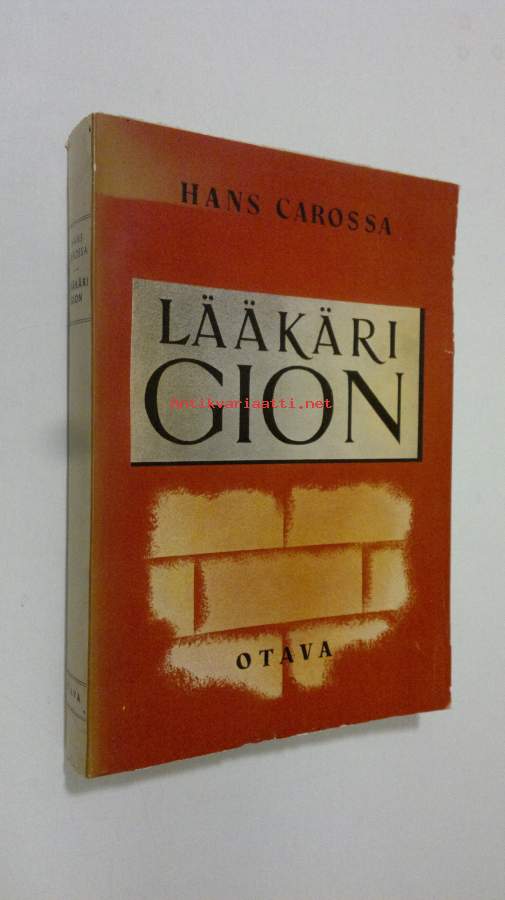 HANS CAROSSA
LÄÄKÄRI
GION
antikvariaatti.net
OTAVA